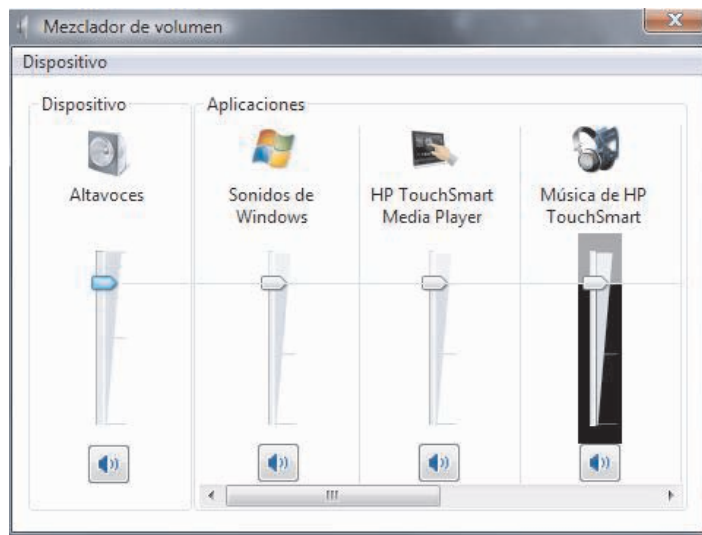 Mezclador de volumen
Dispositivo
Dispositivo
Aplicaciones
Altavoces
Sonidos de
Windows
HP TouchSmart
Media Player
Música de HP
TouchSmart